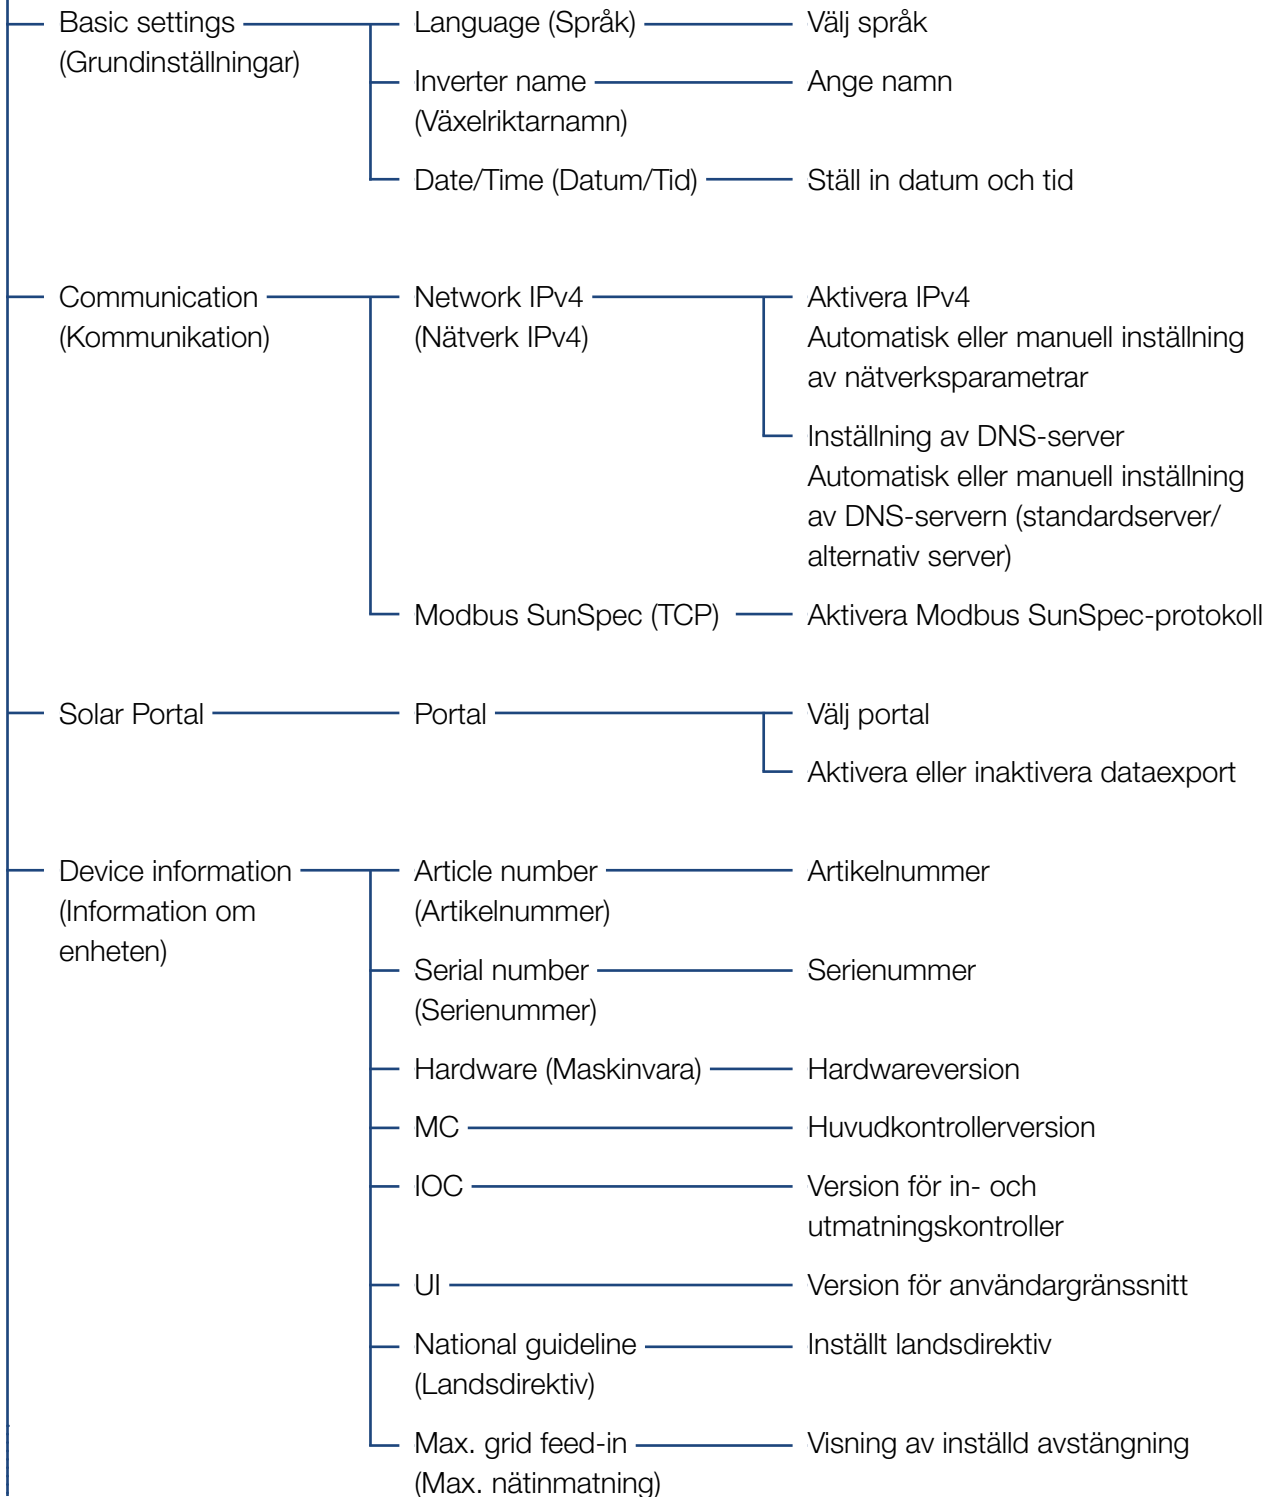 Basic settings
(Grundinställningar)
Language (Språk)
Välj språk
Inverter name
(Växelriktarnamn)
Ange namn
Date/Time (Datum/Tid)
Ställ in datum och tid
Communication
(Kommunikation)
Network IPv4
(Nätverk IPv4)
Aktivera IPv4
Automatisk eller manuell inställning
av nätverksparametrar
Inställning av DNS-server
Automatisk eller manuell inställning
av DNS-servern (standardserver/
alternativ server)
Modbus SunSpec (TCP)
Aktivera Modbus SunSpec-protokoll
Solar Portal
Portal
Välj portal
Aktivera eller inaktivera dataexport
Device information
(Information om
enheten)
Article number
(Artikelnummer)
Artikelnummer
Serial number
(Serienummer)
Serienummer
Hardware (Maskinvara)
Hardwareversion
MC
Huvudkontrollerversion
IOC
Version för in- och
utmatningskontroller
UI
Version för användargränssnitt
National guideline
(Landsdirektiv)
Inställt landsdirektiv
Max. grid feed-in
(Max. nätinmatning)
Visning av inställd avstängning